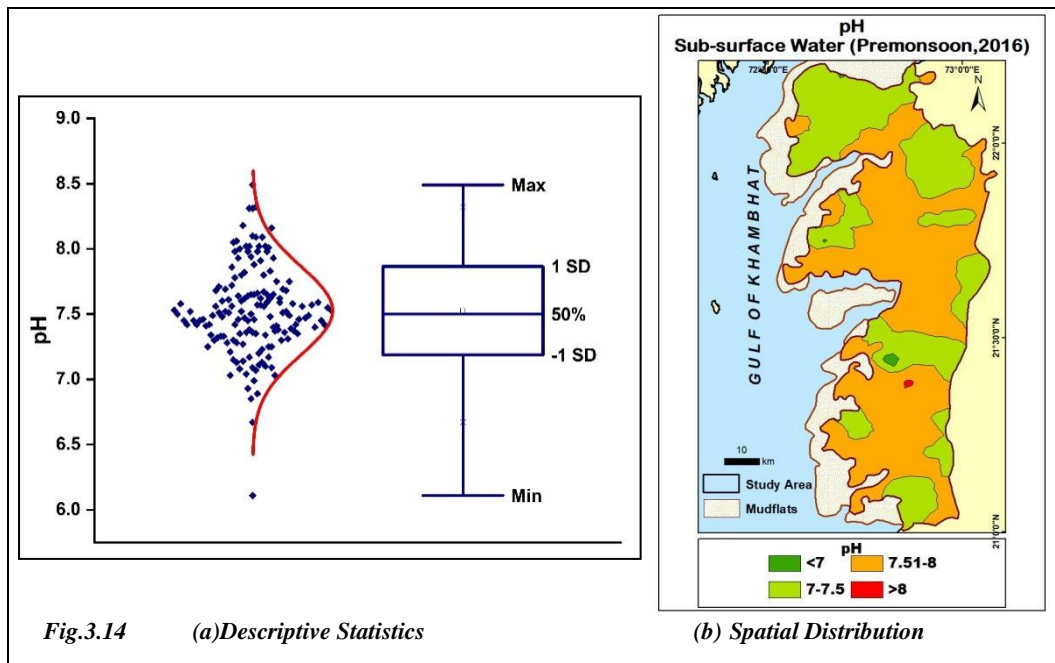 pH
Sub-surface Water (Premonsoon,2016)
73°0'0"E
N
22°0'0"N
21°30'0"N
21°0'0"N
GULF OF KHAMBHAT
10
km
Study Area
Mudflats
pH
<7
7.51-8
7-7.5
>8
9.0
8.5
8.0
7.5
7.0
6.5
6.0
pH
Max
1 SD
50%
-1 SD
Min
Fig.3.14 (a)Descriptive Statistics (b) Spatial Distribution